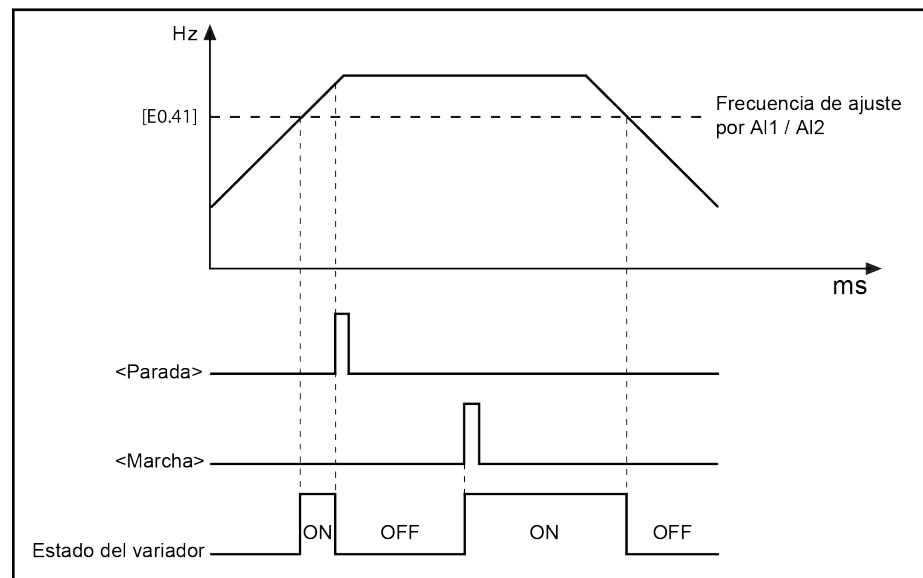 Hz
[E0.41]
Frecuencia de ajuste
por AI1 / AI2
ms
<Parada>
<Marcha>
ON
OFF
ON
OFF
Estado del variador